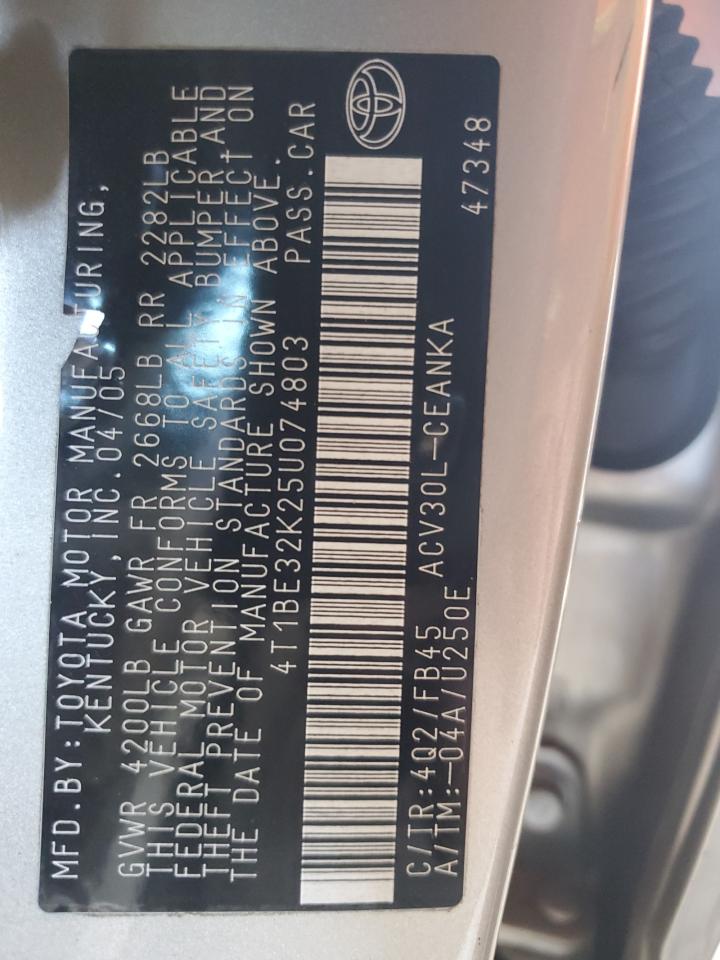 MFD.BY:TOYOTA MOTOR MANUFACTURING,
KENTUCKY,INC.04/05
GVWR 4200LB GAWR FR 2668LB RR 2282LB
THIS VEHICLE CONFORMS TO ALL APPLICABLE
FEDERAL MOTOR VEHICLE SAFETY BUMPER,AND
THEFT PREVENTION STANDARDS IN EFFECT ON
THE DATE OF MANUFACTURE SHOWN ABOVE.
4T1BE32K25U074803 PASS.CAR
C/TR:4Q2/FB45 ACV30L-CEANKA
A/TM:-04A/U250E
47348